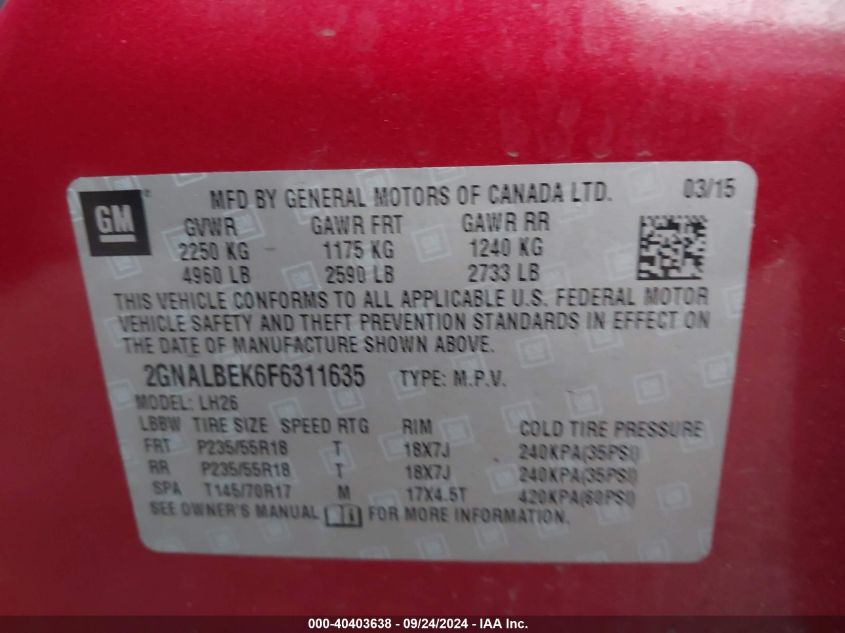 MFD BY GENERAL MOTORS OF CANADA LTD. 03/15
GM®
GVWR GAWR FRT GAWR RR
2250 KG 1175 KG 1240 KG
4960 LB 2590 LB 2733 LB
THIS VEHICLE CONFORMS TO ALL APPLICABLE U.S. FEDERAL MOTOR
VEHICLE SAFETY AND THEFT PREVENTION STANDARDS IN EFFECT ON
THE DATE OF MANUFACTURE SHOWN ABOVE.
2GNALBEK6F6311635 TYPE: M.P.V.
MODEL: LH26
LBBW TIRE SIZE SPEED RTG RIM COLD TIRE PRESSURE
FRT P235/55R18 T 18X7J 240KPA(35PSI)
RR P235/55R18 T 18X7J 240KPA(35PSI)
SPA T145/70R17 M 17X4.5T 420KPA(60PSI)
SEE OWNER'S MANUAL FOR MORE INFORMATION.
000-40403638 - 09/24/2024 - IAA Inc.